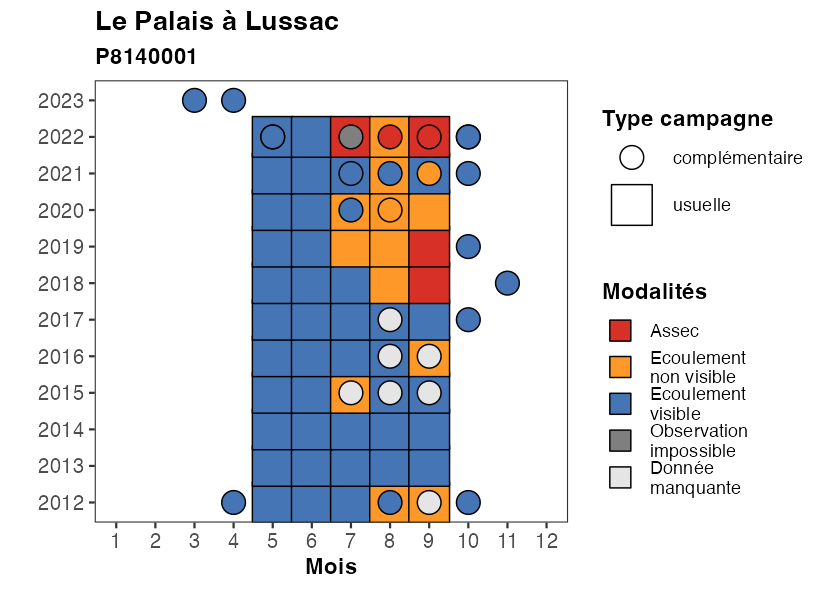 Le Palais à Lussac
P8140001
2023
2022
2021
2020
2019
2018
2017
2016
2015
2014
2013
2012
1 2 3 4 5 6 7 8 9 10 11 12
Mois
Type campagne
complémentaire
usuelle
Modalités
Assec
Ecoulement
non visible
Ecoulement
visible
Observation
impossible
Donnée
manquante